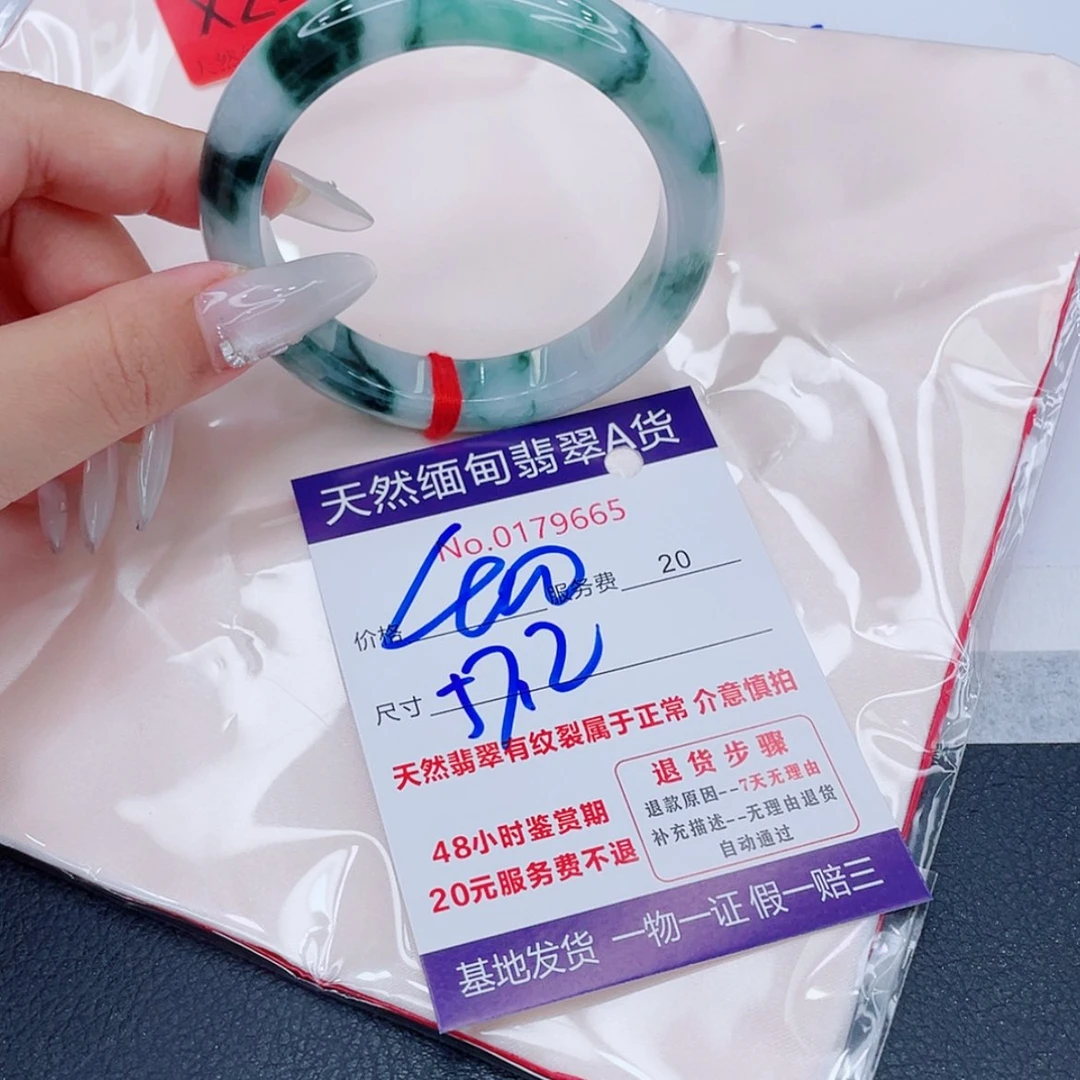 天然缅甸翡翠A货
No.0179665
价格 服务费 20
尺寸 57.2
天然翡翠有纹裂属于正常 介意慎拍
48小时鉴赏期
20元服务费不退
退货步骤
退款原因--7天无理由
补充描述--无理由退货
自动通过
基地发货 一物一证 假一赔三